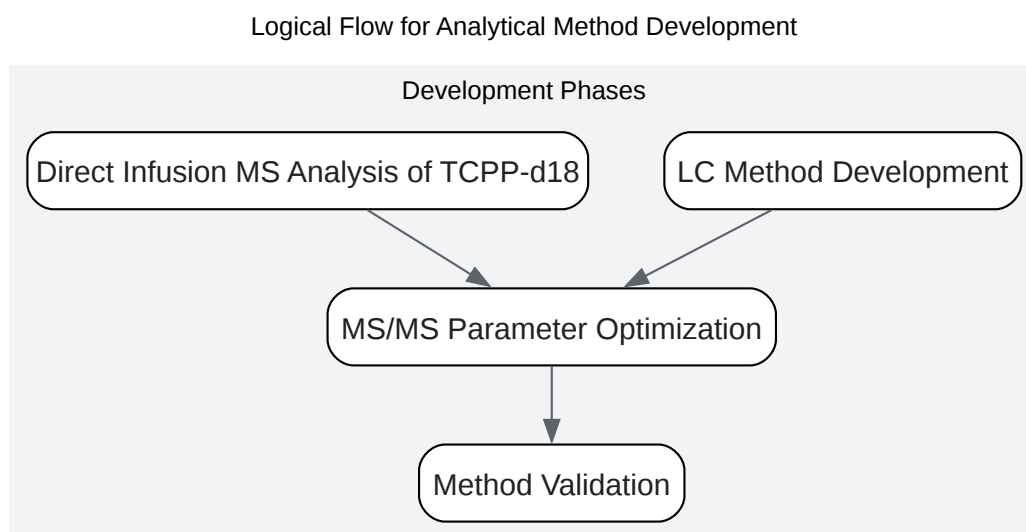 Logical Flow for Analytical Method Development
Development Phases
Direct Infusion MS Analysis of TCPP-d18
LC Method Development
MS/MS Parameter Optimization
Method Validation